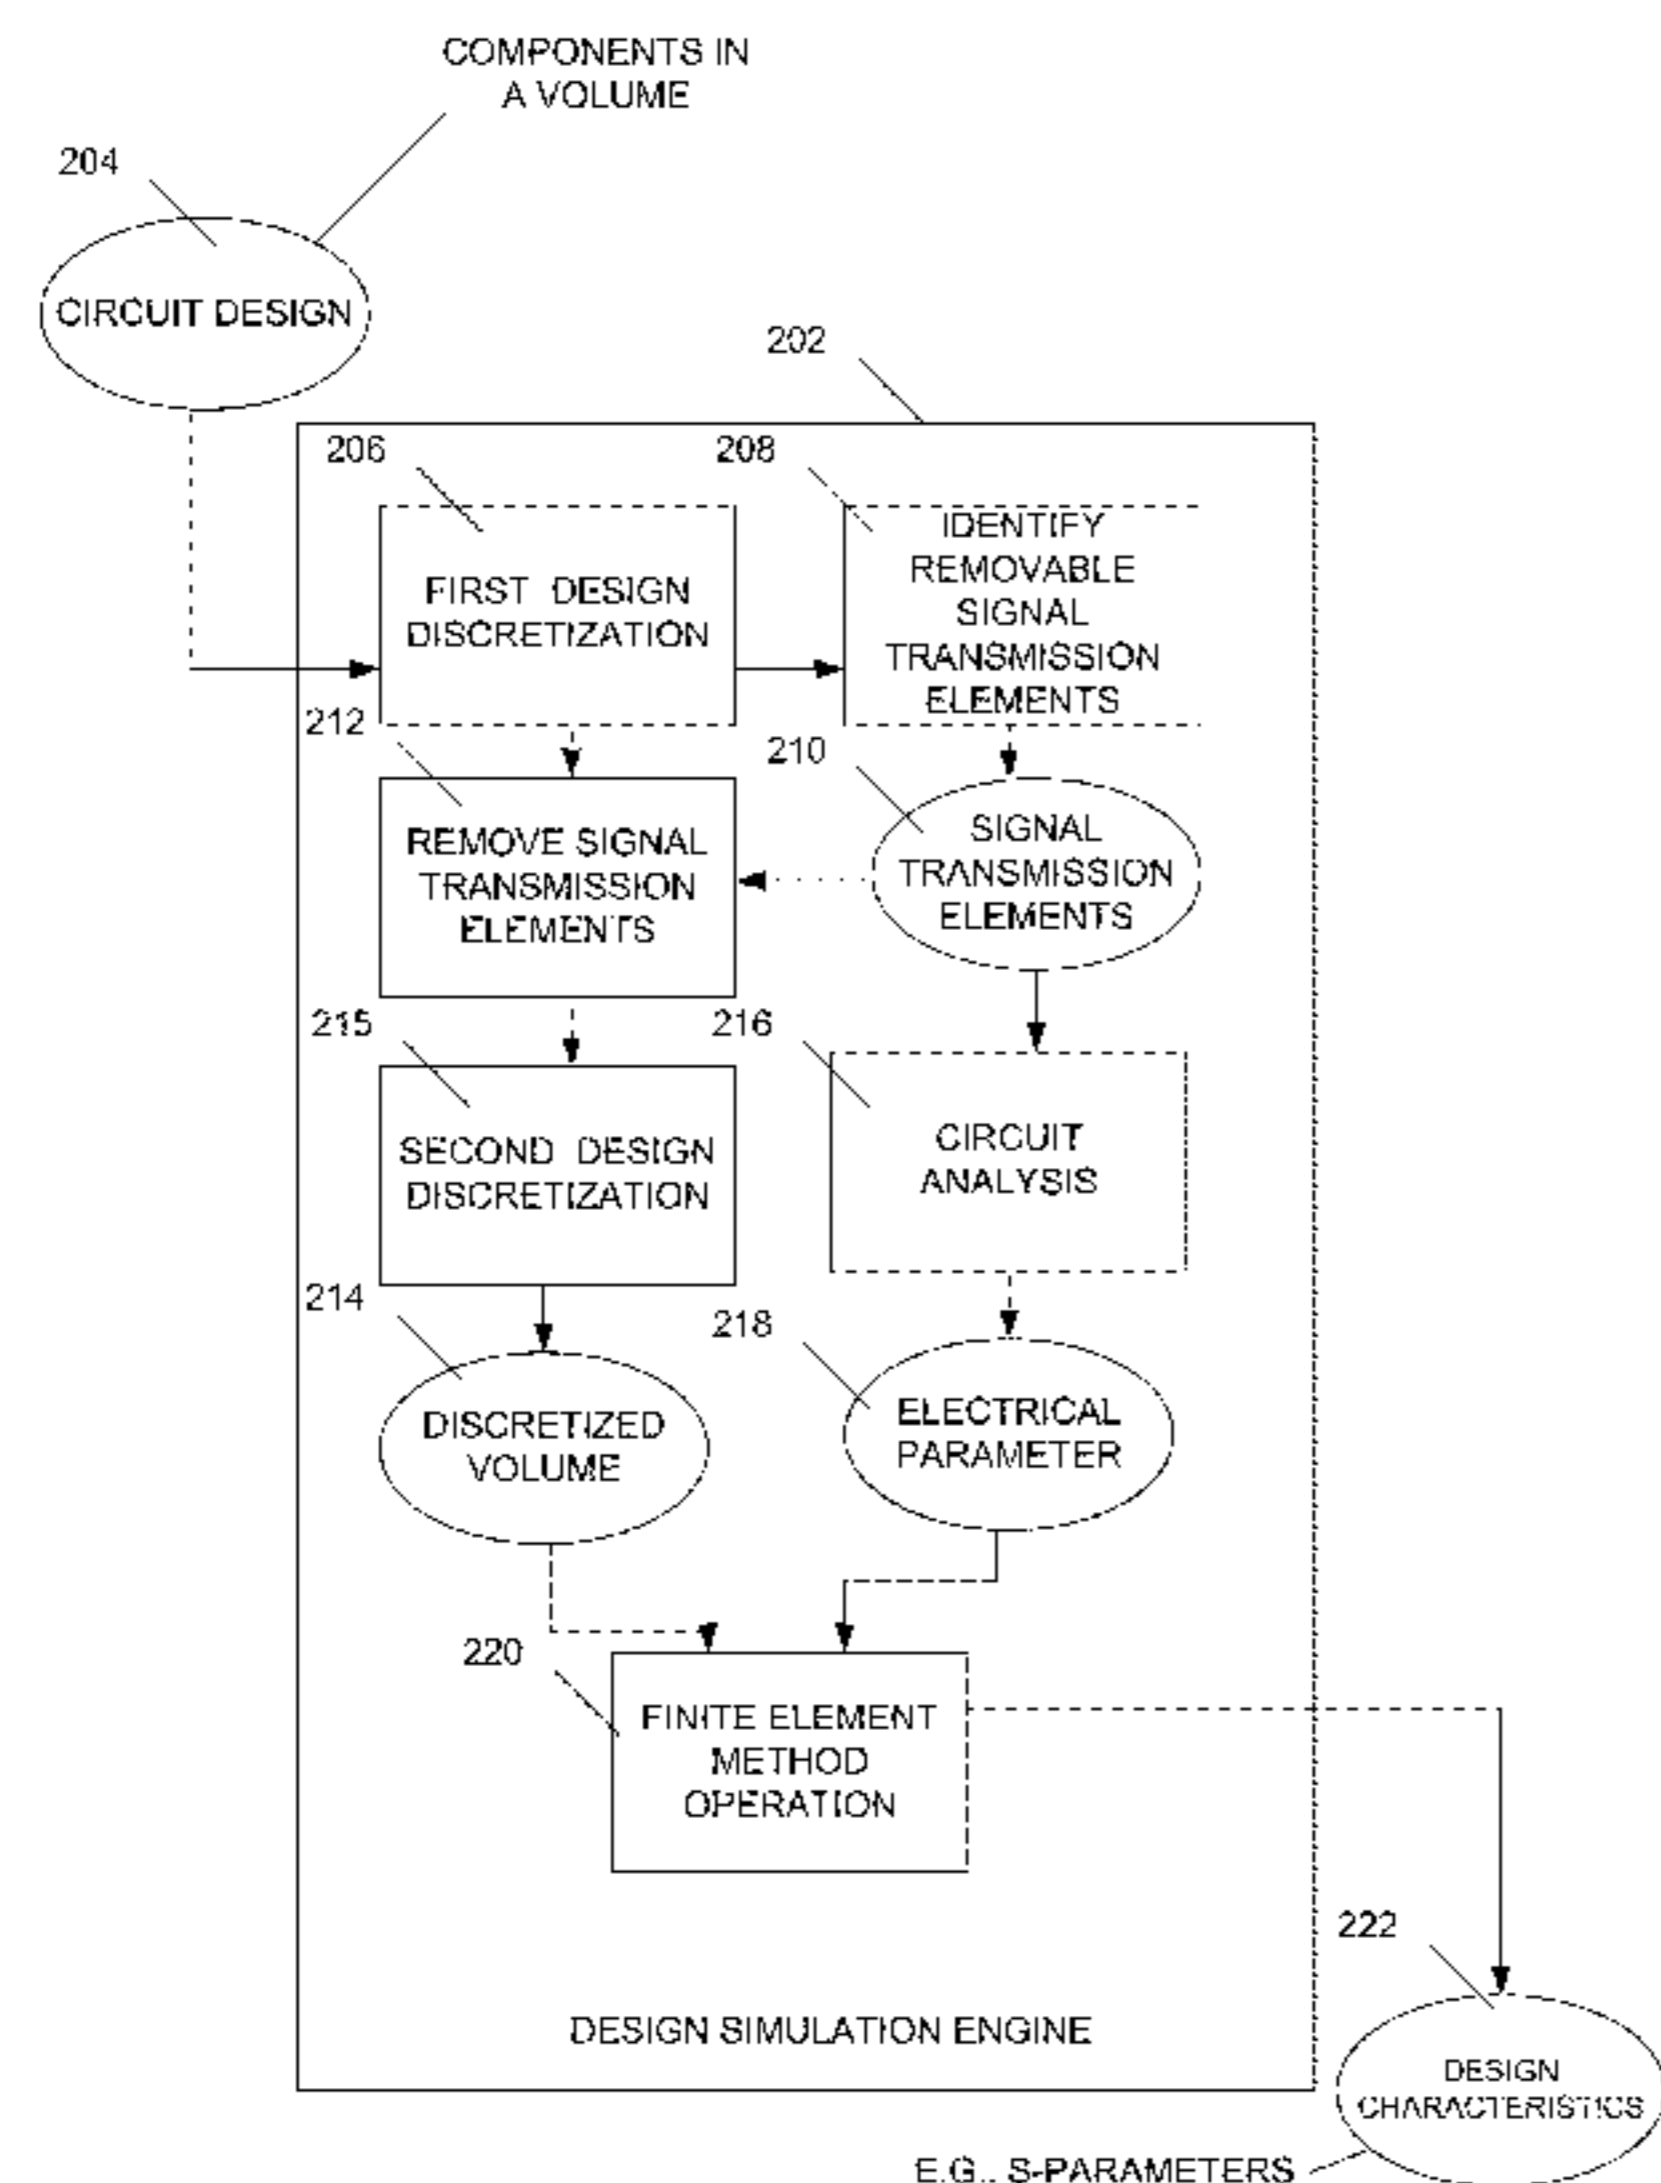 COMPONENTS IN
A VOLUME
204
CIRCUIT DESIGN
202
206
208
FIRST DESIGN
DISCRETIZATION
IDENTIFY
REMOVABLE
SIGNAL
TRANSMISSION
ELEMENTS
212
210
REMOVE SIGNAL
TRANSMISSION
ELEMENTS
SIGNAL
TRANSMISSION
ELEMENTS
215
216
SECOND DESIGN
DISCRETIZATION
CIRCUIT
ANALYSIS
214
218
DISCRETIZED
VOLUME
ELECTRICAL
PARAMETER
220
FINITE ELEMENT
METHOD
OPERATION
222
DESIGN SIMULATION ENGINE
DESIGN
CHARACTERISTICS
E.G., S-PARAMETERS